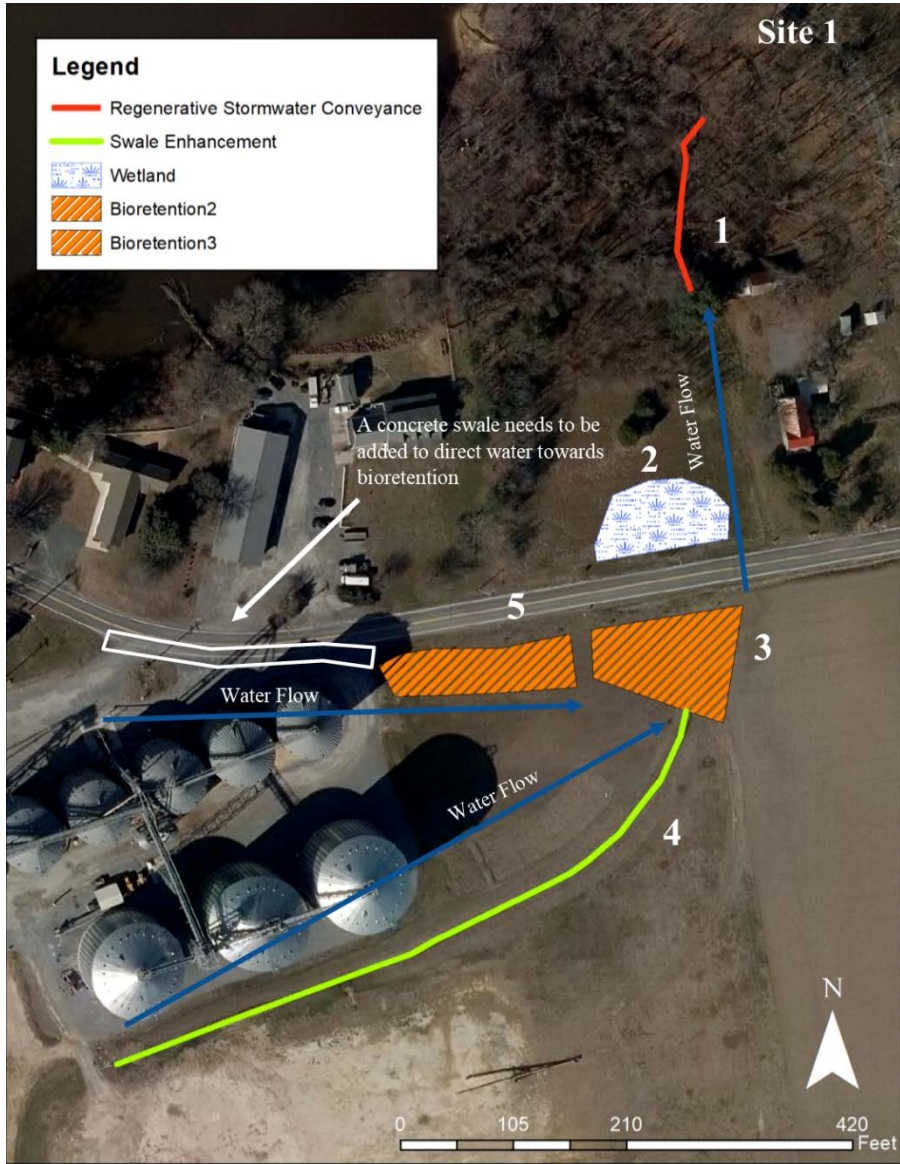 Site 1
Legend
Regenerative Stormwater Conveyance
Swale Enhancement
Wetland
Bioretention2
Bioretention3
1
Water Flow
A concrete swale needs to be
added to direct water towards
bioretention
2
5
3
Water Flow
Water Flow
4
N
0 105 210 420
Feet